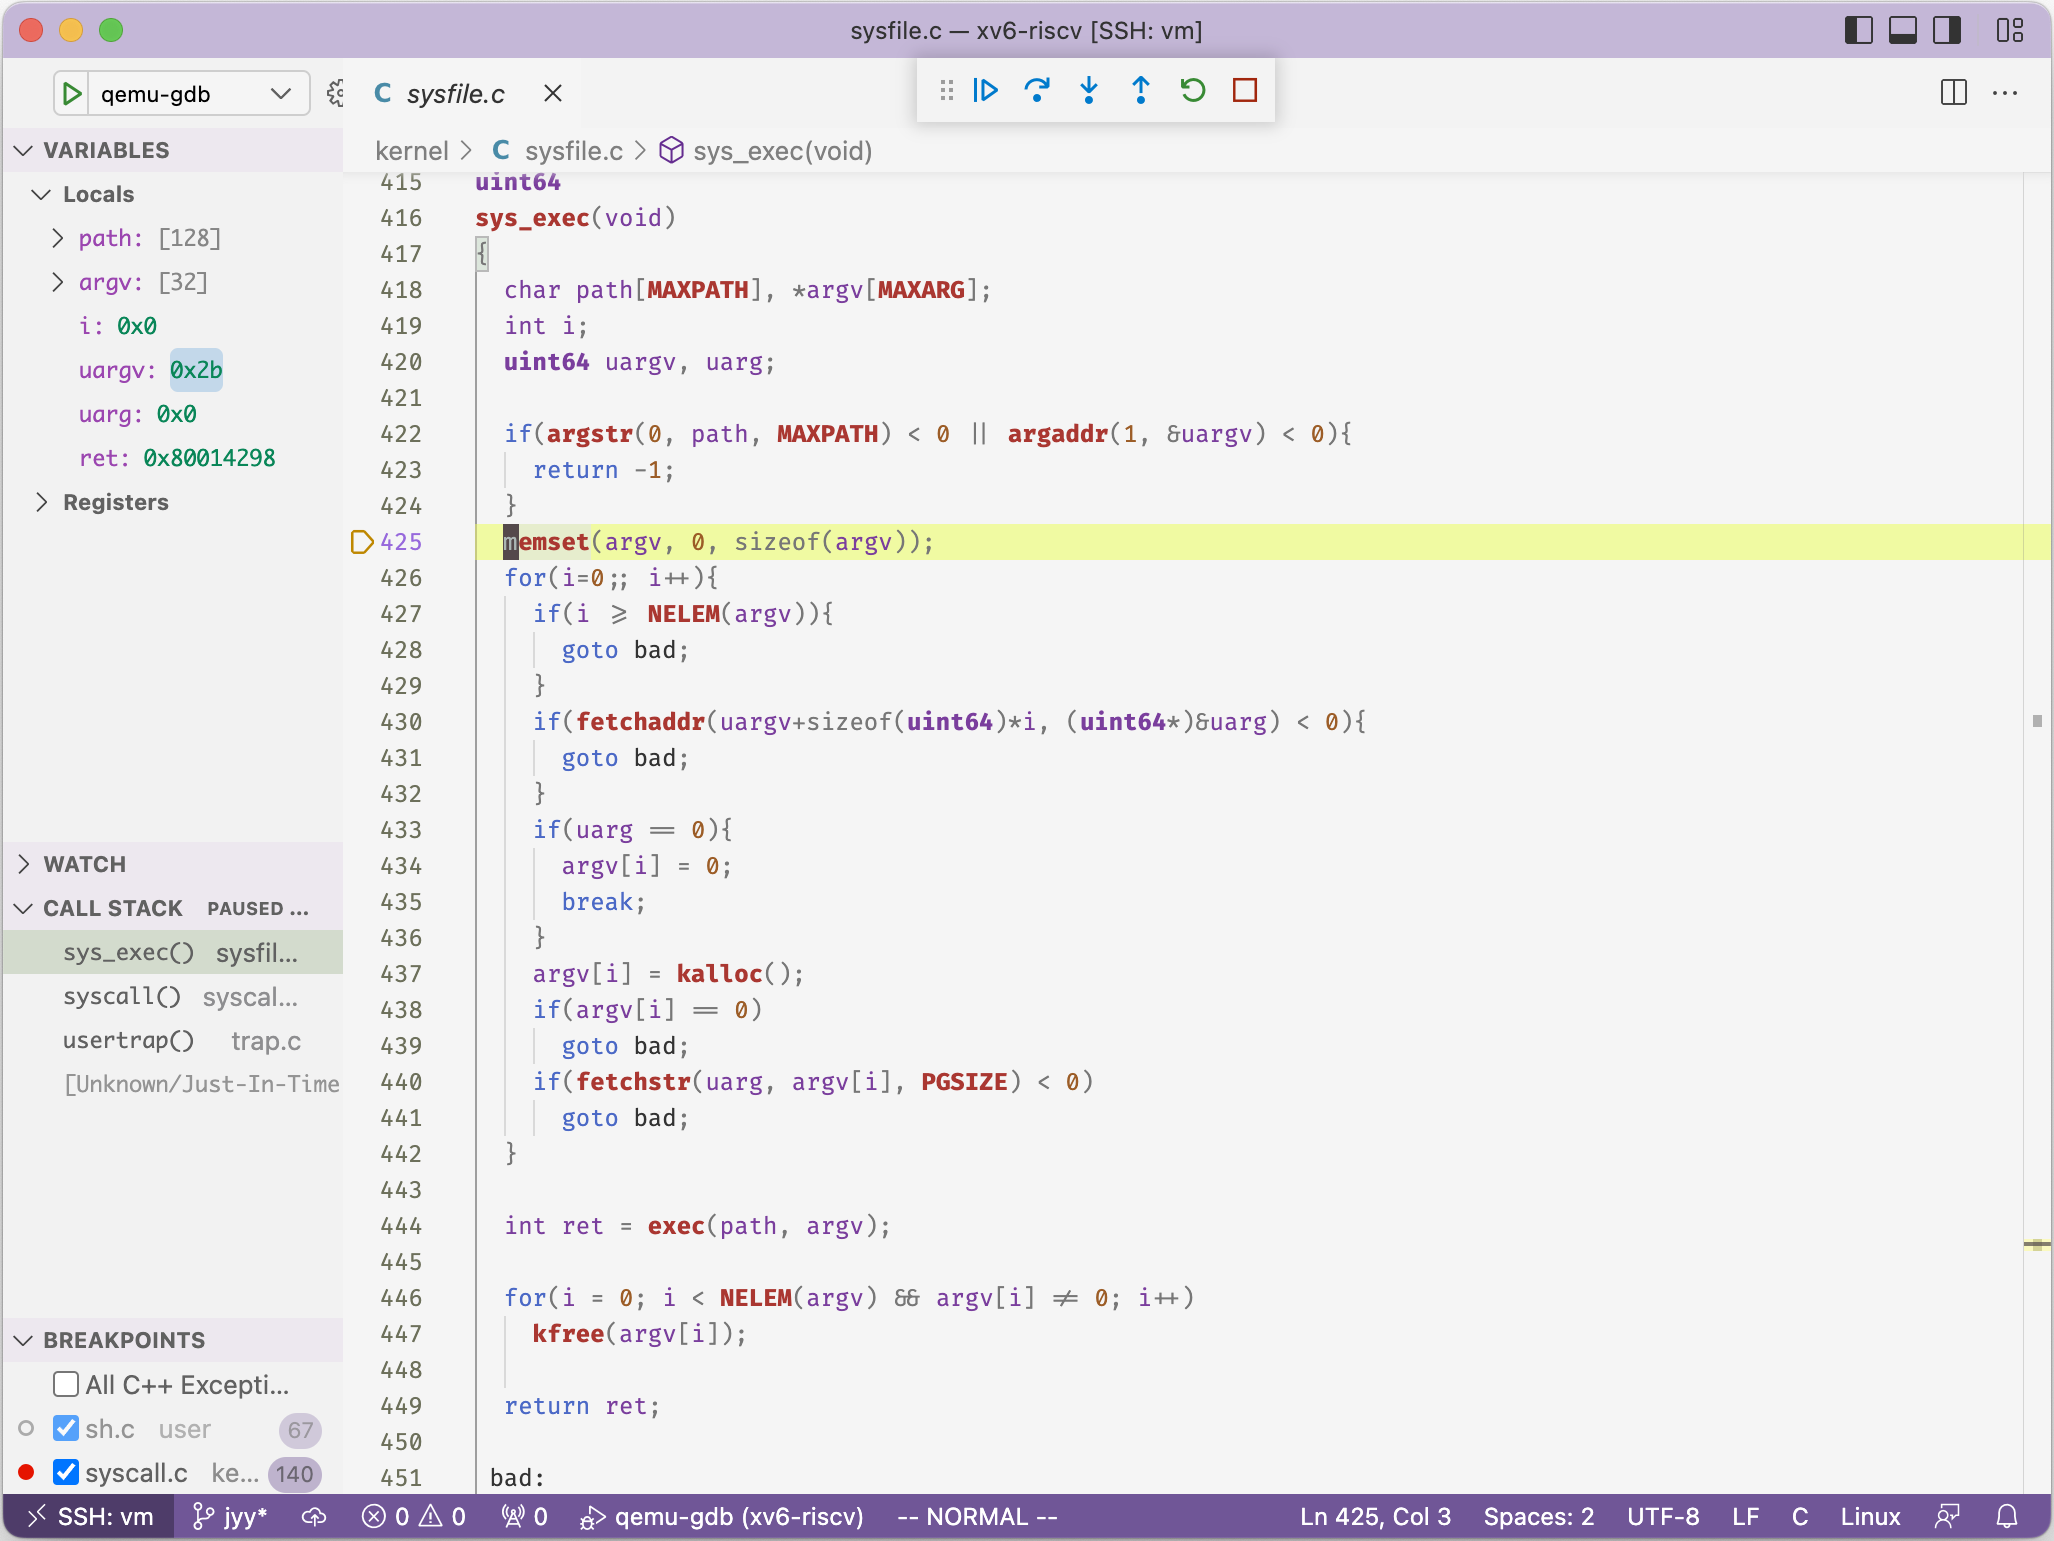 sysfile.c — xv6-riscv [SSH: vm]
qemu-gdb
C sysfile.c
VARIABLES
Locals
path: [128]
argv: [32]
i: 0x0
uargv: 0x2b
uarg: 0x0
ret: 0x80014298
Registers
WATCH
CALL STACK PAUSED ...
sys_exec() sysfil...
syscall() syscal...
usertrap() trap.c
[Unknown/Just-In-Time
BREAKPOINTS
All C++ Excepti...
sh.c user 67
syscall.c ke... 140
kernel > C sysfile.c > sys_exec(void)
415 uint64
416 sys_exec(void)
417 {
418 char path[MAXPATH], *argv[MAXARG];
419 int i;
420 uint64 uargv, uarg;
421
422 if(argstr(0, path, MAXPATH) < 0 || argaddr(1, &uargv) < 0){
423 return -1;
424 }
425 memset(argv, 0, sizeof(argv));
426 for(i=0;; i++){
427 if(i >= NELEM(argv)){
428 goto bad;
429 }
430 if(fetchaddr(uargv+sizeof(uint64)*i, (uint64*)&uarg) < 0){
431 goto bad;
432 }
433 if(uarg == 0){
434 argv[i] = 0;
435 break;
436 }
437 argv[i] = kalloc();
438 if(argv[i] == 0)
439 goto bad;
440 if(fetchstr(uarg, argv[i], PGSIZE) < 0)
441 goto bad;
442 }
443
444 int ret = exec(path, argv);
445
446 for(i = 0; i < NELEM(argv) && argv[i] != 0; i++)
447 kfree(argv[i]);
448
449 return ret;
450
451 bad:
SSH: vm jyy* 0 0 0 qemu-gdb (xv6-riscv) -- NORMAL -- Ln 425, Col 3 Spaces: 2 UTF-8 LF C Linux